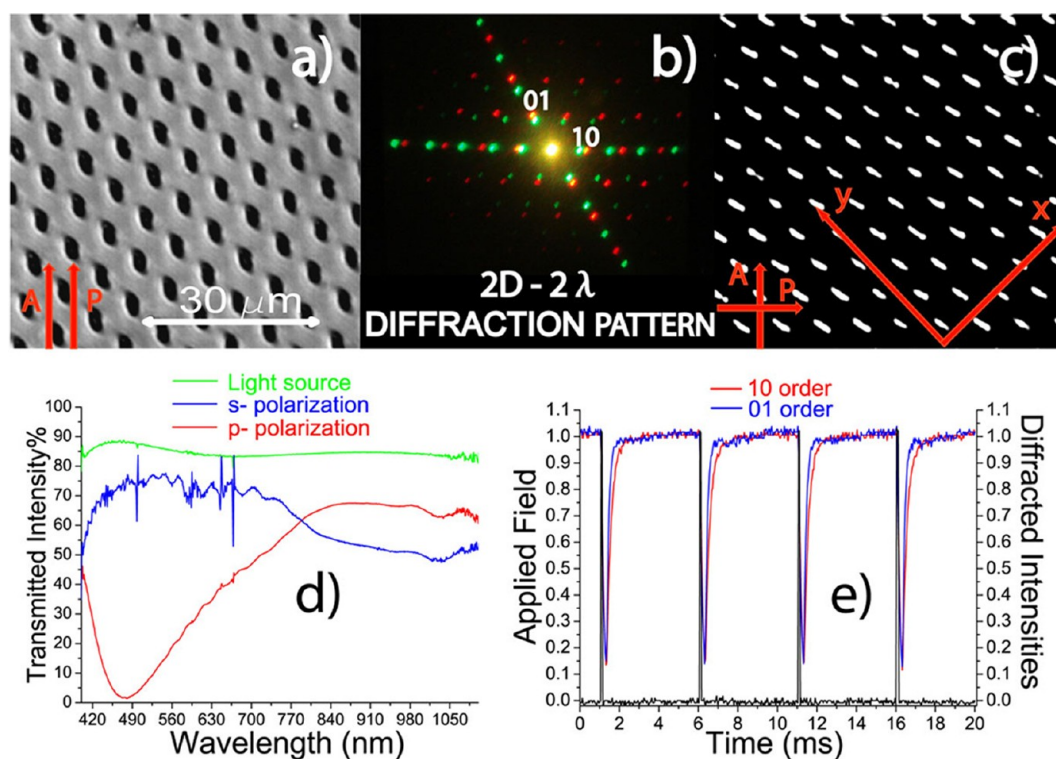 a)
A P
30 μm
b)
01
10
2D - 2 λ
DIFFRACTION PATTERN
c)
y
x
A
P
Light source
s- polarization
p- polarization
Transmitted Intensity%
100
90
80
70
60
50
40
30
20
10
0
d)
420 490 560 630 700 770 840 910 980 1050
Wavelength (nm)
10 order
01 order
Applied Field
1.1
1.0
0.9
0.8
0.7
0.6
0.5
0.4
0.3
0.2
0.1
0.0
e)
1.1
1.0
0.9
0.8
0.7
0.6
0.5
0.4
0.3
0.2
0.1
0.0
Diffracted Intensities
0 2 4 6 8 10 12 14 16 18 20
Time (ms)